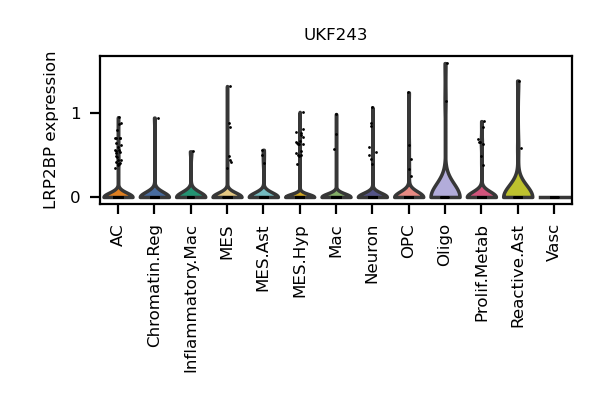 UKF243
LRP2BP expression
1
0
AC
Chromatin.Reg
Inflammatory.Mac
MES
MES.Ast
MES.Hyp
Mac
Neuron
OPC
Oligo
Prolif.Metab
Reactive.Ast
Vasc